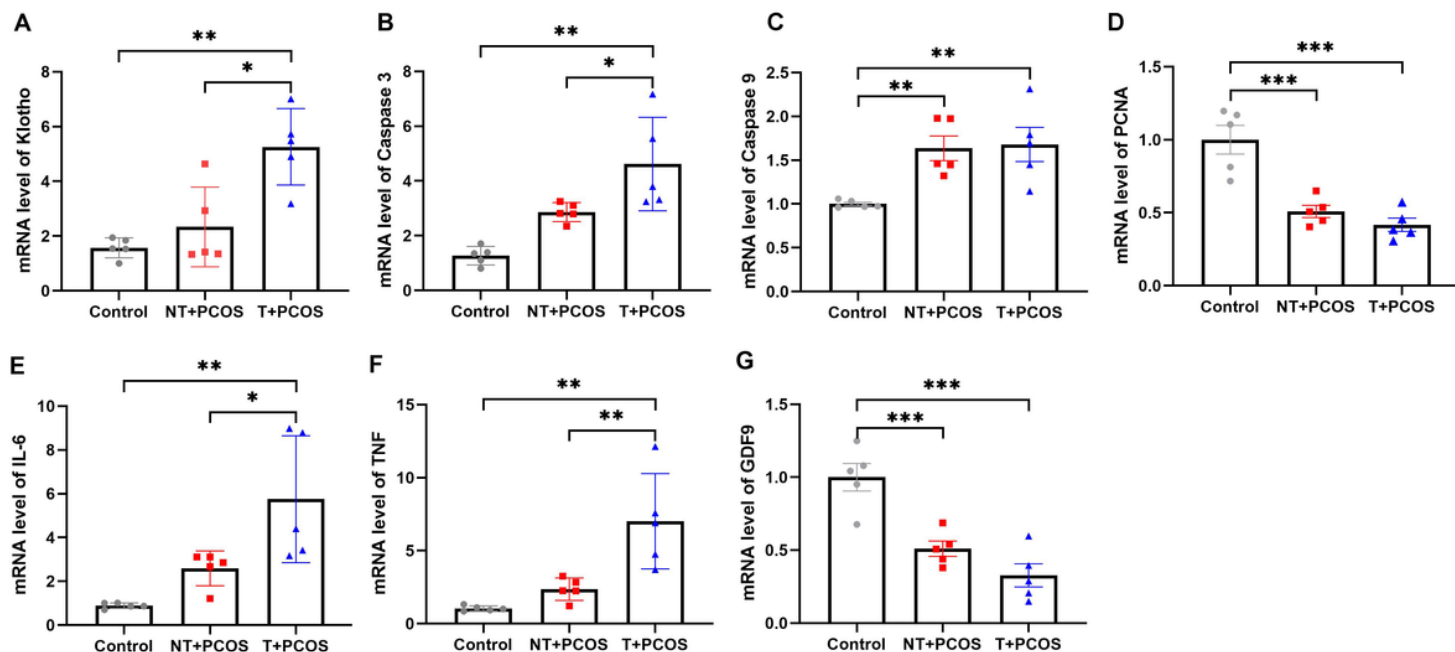 A
mRNA level of Klotho
8
6
4
2
0
**
*
Control NT+PCOS T+PCOS
B
mRNA level of Caspase 3
8
6
4
2
0
**
*
Control NT+PCOS T+PCOS
C
mRNA level of Caspase 9
2.5
2.0
1.5
1.0
0.5
0.0
**
**
Control NT+PCOS T+PCOS
D
mRNA level of PCNA
1.5
1.0
0.5
0.0
***
***
Control NT+PCOS T+PCOS
E
mRNA level of IL-6
10
8
6
4
2
0
**
*
Control NT+PCOS T+PCOS
F
mRNA level of TNF
15
10
5
0
**
**
Control NT+PCOS T+PCOS
G
mRNA level of GDF9
1.5
1.0
0.5
0.0
***
***
Control NT+PCOS T+PCOS